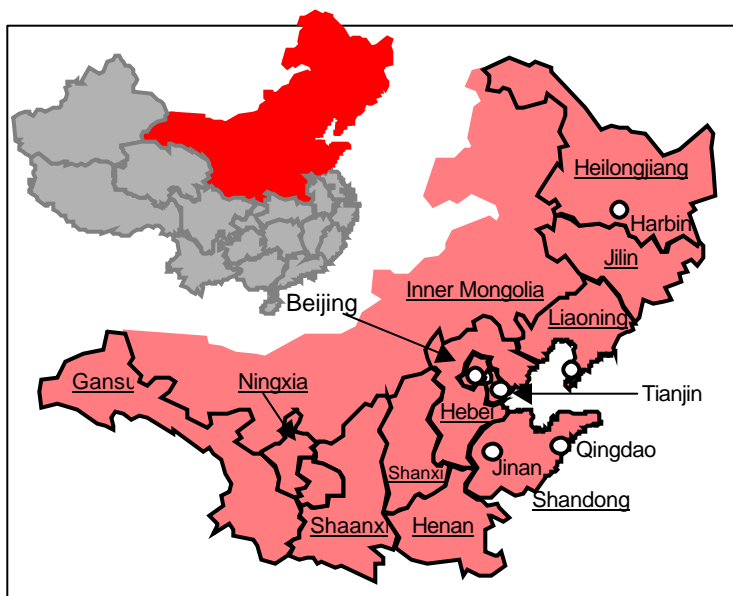 Heilongjiang
Harbin
Jilin
Inner Mongolia
Beijing
Liaoning
Gansu
Ningxia
Tianjin
Hebei
Qingdao
Jinan
Shanxi
Shandong
Shaanxi
Henan